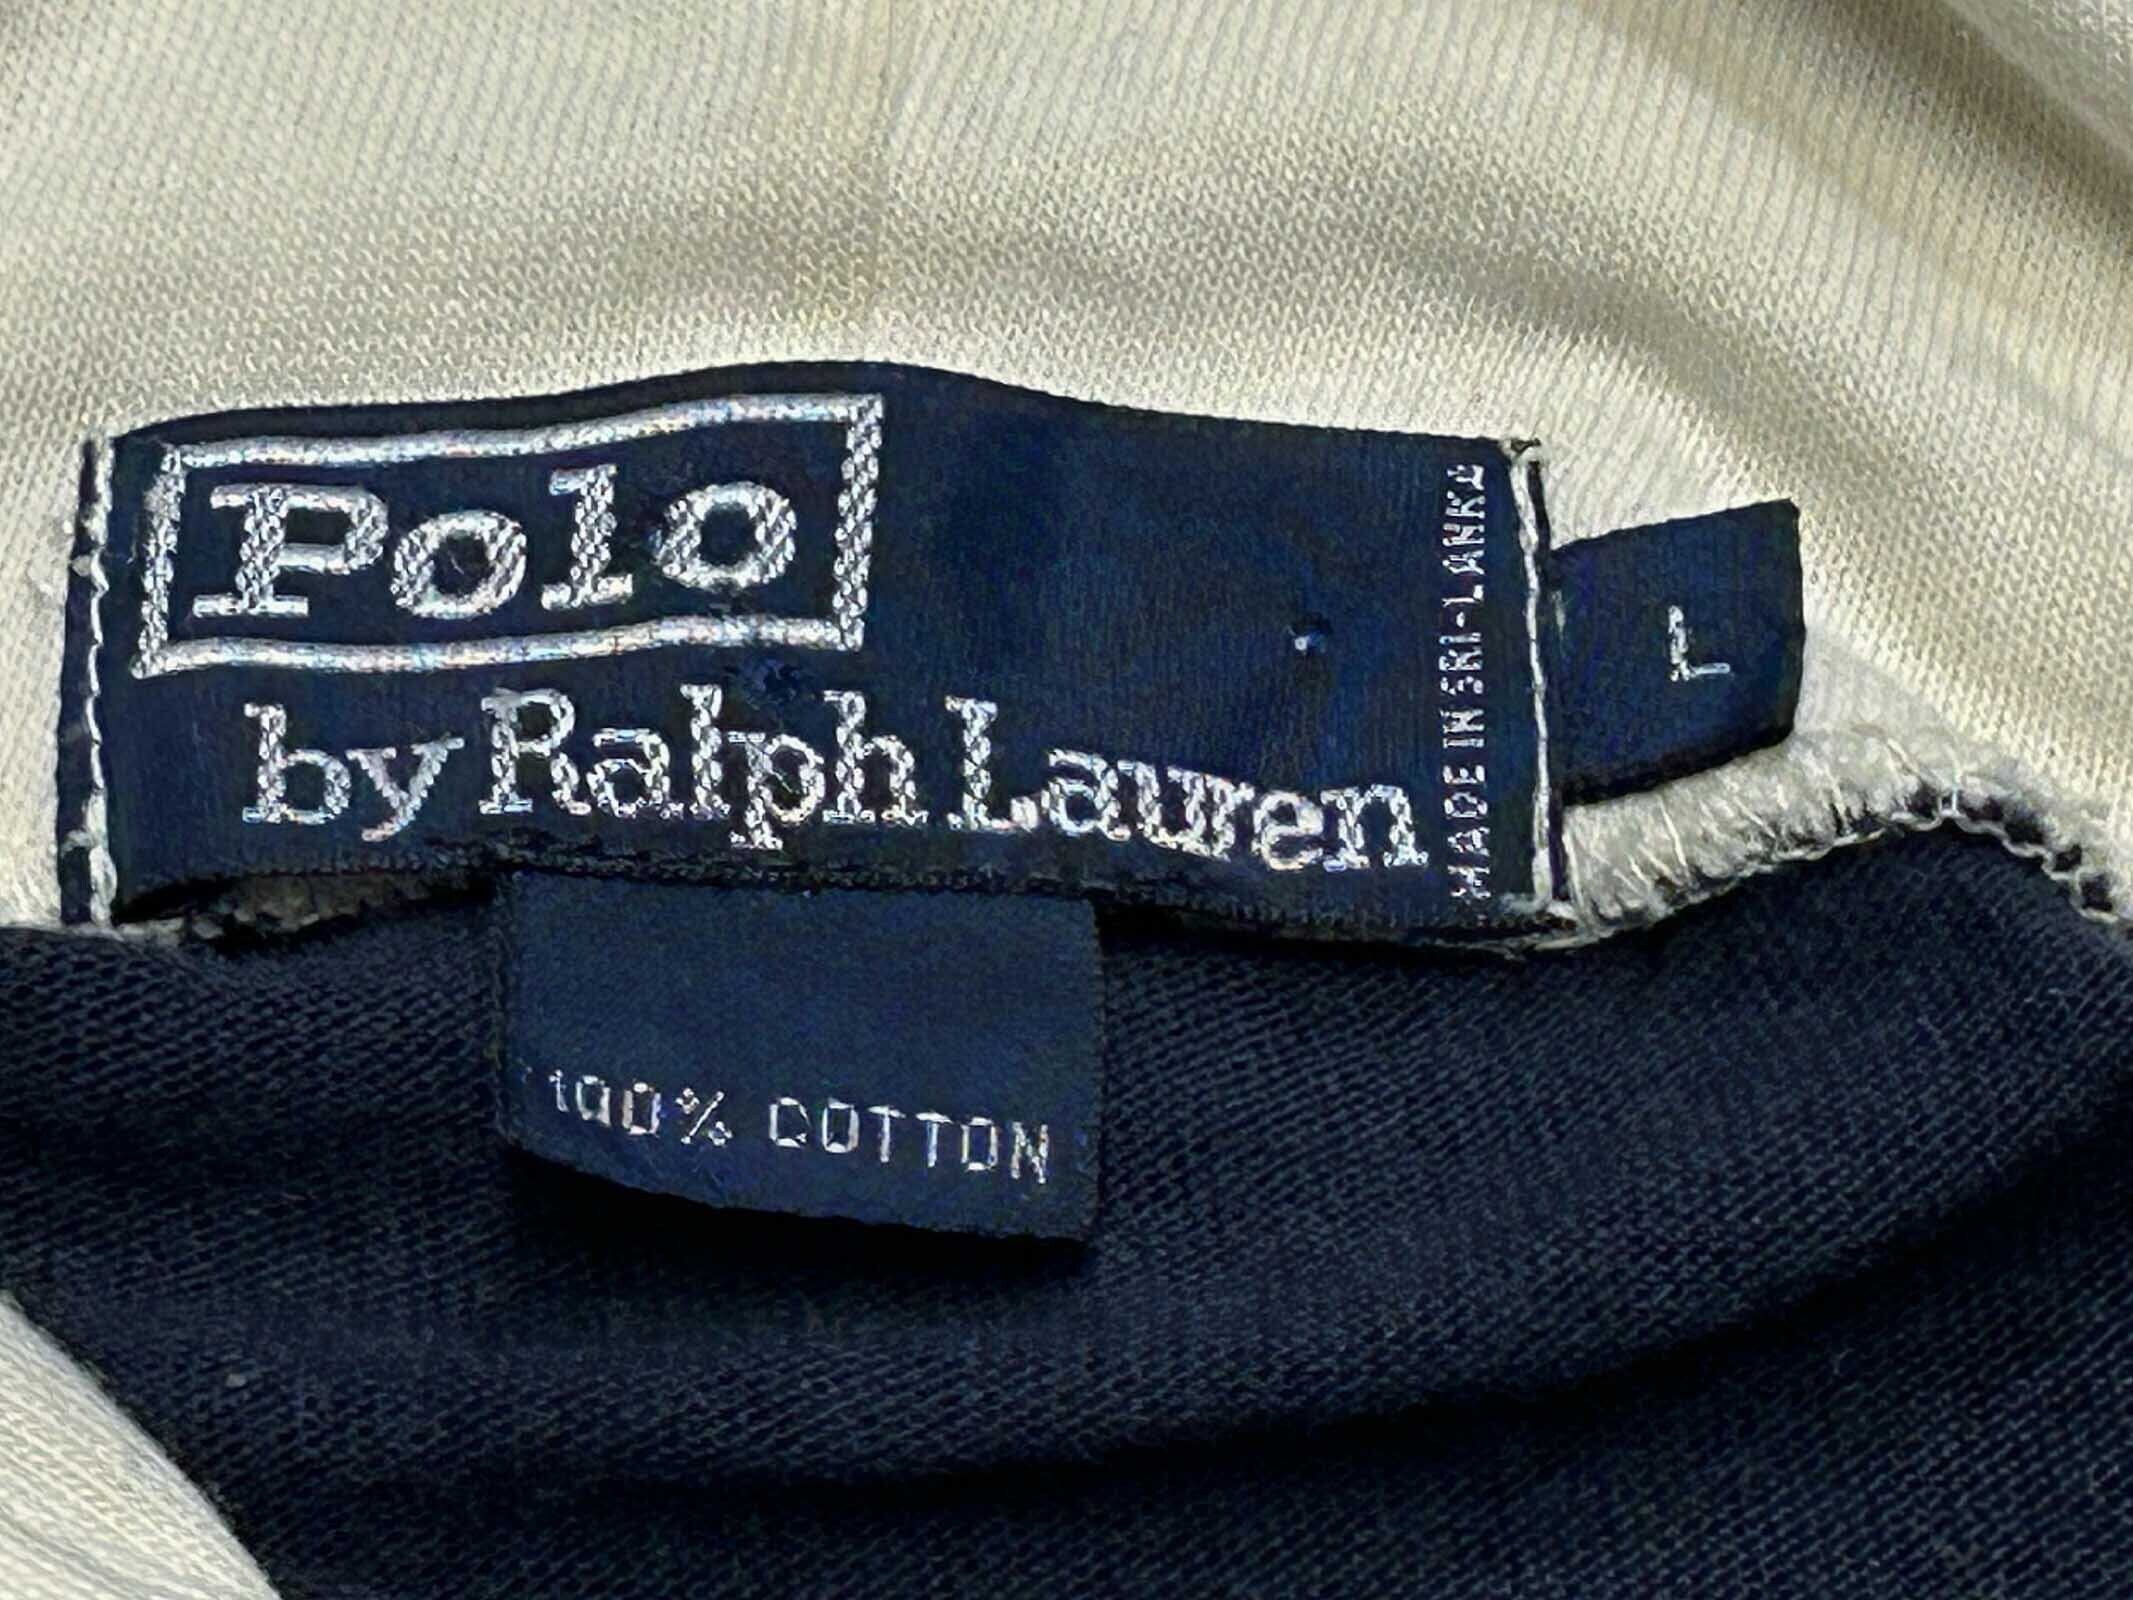 Polo
by Ralph Lauren
MADE IN SRI-LANKA
L
100% COTTON